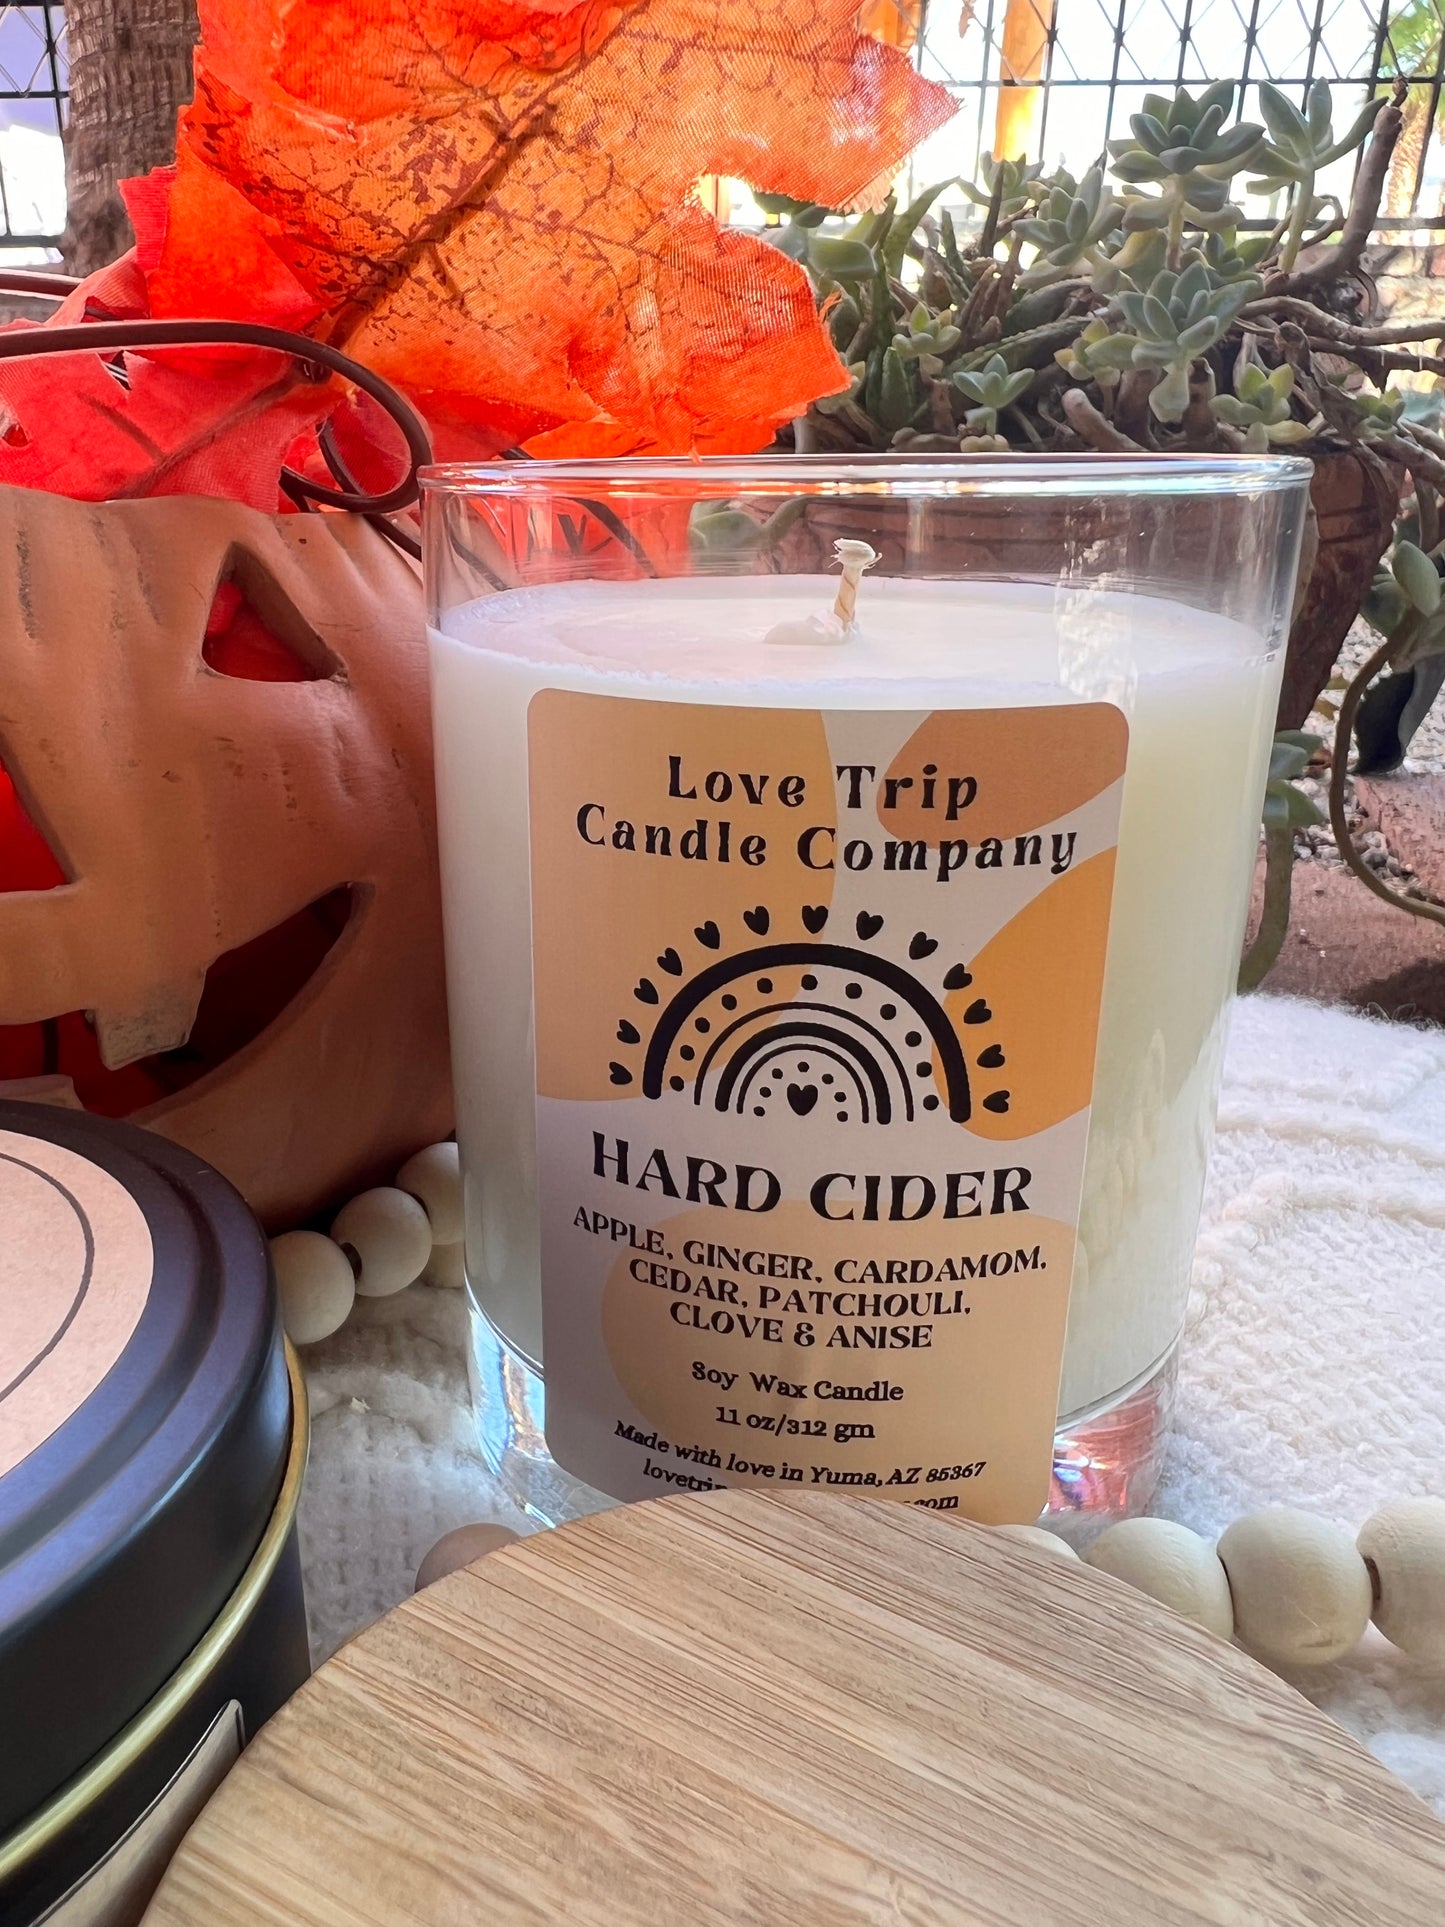 Love Trip
Candle Company
HARD CIDER
APPLE, GINGER, CARDAMOM,
CEDAR, PATCHOULI,
CLOVE & ANISE
Soy Wax Candle
11 oz/312 gm
Made with love in Yuma, AZ 85367